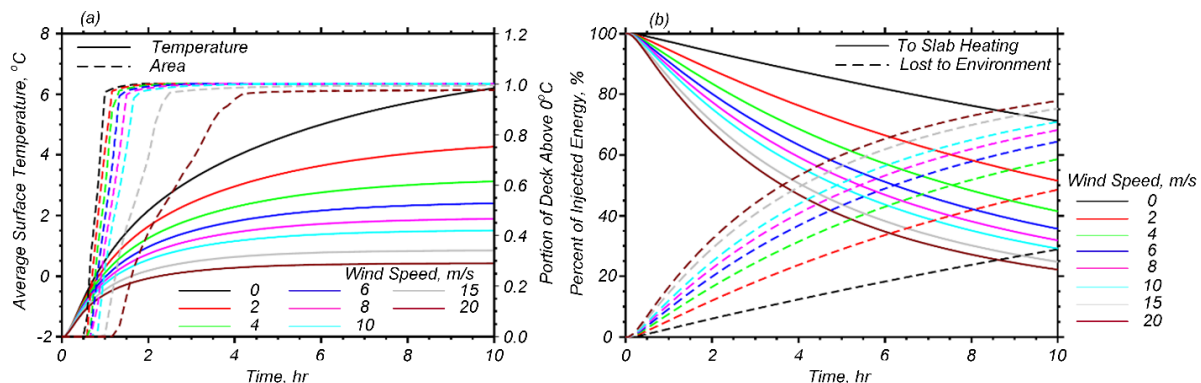 (a)
Temperature
Area
Average Surface Temperature, °C
8
6
4
2
0
-2
Portion of Deck Above 0°C
1.2
1.0
0.8
0.6
0.4
0.2
0.0
Wind Speed, m/s
0 6 15
2 8 20
4 10
0 2 4 6 8 10
Time, hr
(b)
To Slab Heating
Lost to Environment
Percent of Injected Energy, %
100
80
60
40
20
0
0 2 4 6 8 10
Time, hr
Wind Speed, m/s
0
2
4
6
8
10
15
20